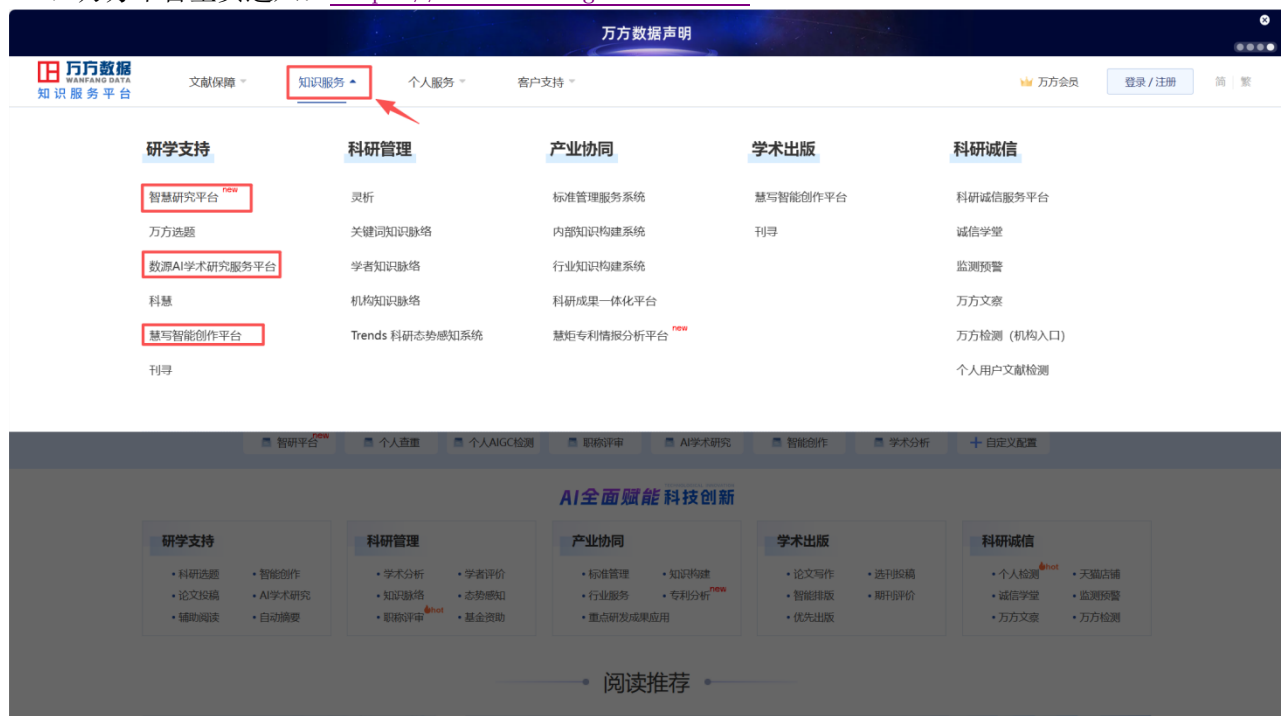 万方数据声明
万方数据
WANFANG DATA
知识服务平台
文献保障 知识服务 个人服务 客户支持 万方会员 登录 / 注册 简 | 繁
研学支持 科研管理 产业协同 学术出版 科研诚信
智慧研究平台 new 灵析 标准管理服务系统 慧写智能创作平台 科研诚信服务平台
万方选题 关键词知识脉络 内部知识构建系统 刊寻 诚信学堂
数源AI学术研究服务平台 学者知识脉络 行业知识构建系统 监测预警
科慧 机构知识脉络 科研成果一体化平台 万方文察
慧写智能创作平台 Trends 科研态势感知系统 慧炬专利情报分析平台 new 万方检测（机构入口）
刊寻 个人用户文献检测
智研平台 new 个人查重 个人AIGC检测 职称评审 AI学术研究 智能创作 学术分析 + 自定义配置
AI全面赋能 科技创新
研学支持 科研管理 产业协同 学术出版 科研诚信
• 科研选题 • 智能创作 • 学术分析 • 学者评价 • 标准管理 • 知识构建 • 论文写作 • 选刊投稿 • 个人检测 hot • 天猫店铺
• 论文投稿 • AI学术研究 • 知识脉络 • 态势感知 • 行业服务 • 专利分析 new • 智能排版 • 期刊评价 • 诚信学堂 • 监测预警
• 辅助阅读 • 自动摘要 • 职称评审 hot • 基金资助 • 重点研发成果应用 • 优先出版 • 万方文察 • 万方检测
阅读推荐